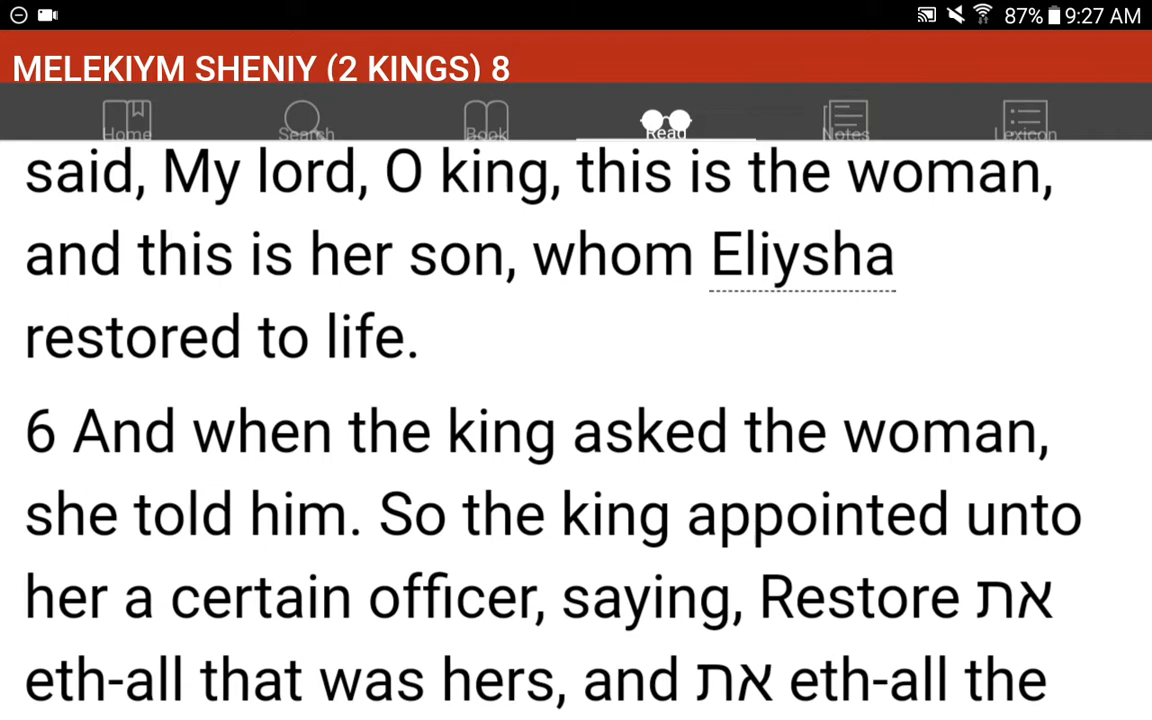 87% 9:27 AM
MELEKIYM SHENIY (2 KINGS) 8
Home Search Book Read Notes Lexicon
said, My lord, O king, this is the woman,
and this is her son, whom Eliysha
restored to life.
6 And when the king asked the woman,
she told him. So the king appointed unto
her a certain officer, saying, Restore את
eth-all that was hers, and את eth-all the